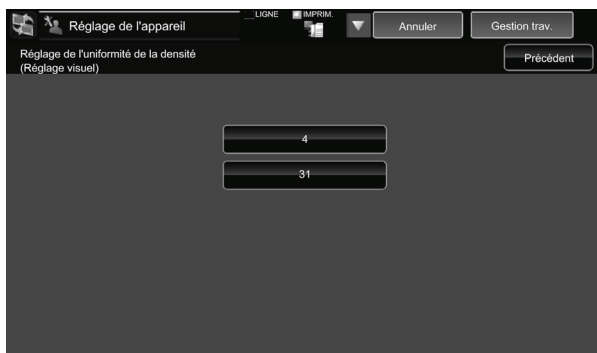 Réglage de l'appareil
LIGNE
IMPRIM.
Annuler
Gestion trav.
Réglage de l'uniformité de la densité
(Réglage visuel)
Précédent
4
31